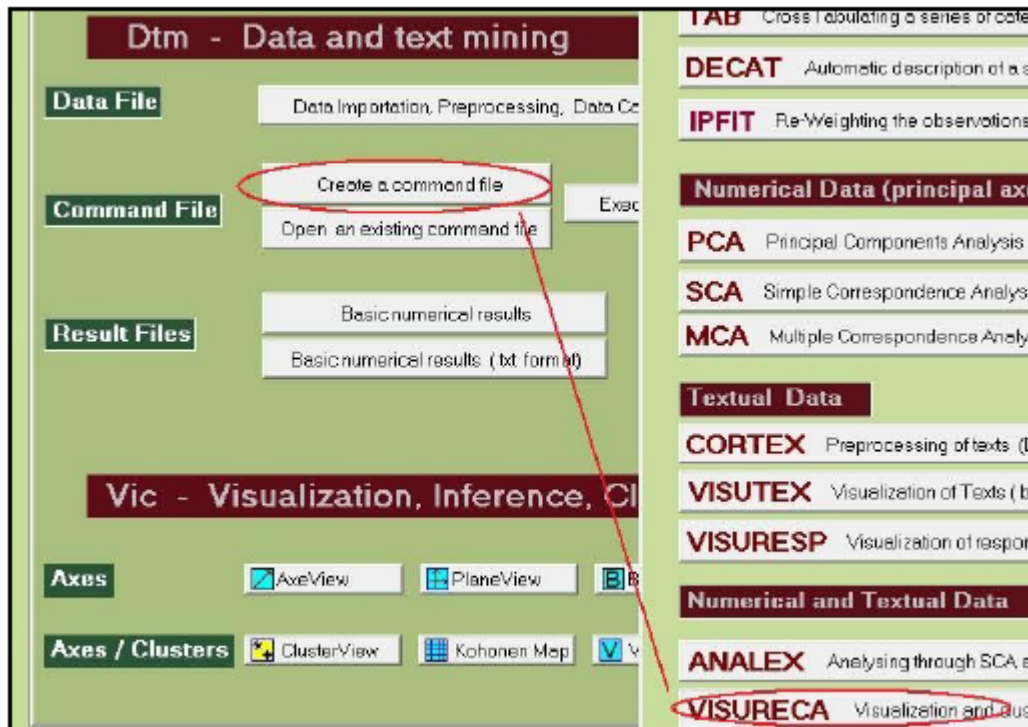 Dtm - Data and text mining
Data File
Data Importation, Preprocessing, Data Co
Command File
Create a command file
Open an existing command file
Exec
Result Files
Basic numerical results
Basic numerical results ( txt format)
Vic - Visualization, Inference, Cl
Axes
AxeView
PlaneView
B
Axes / Clusters
ClusterView
Kohonen Map
V
TAB Cross Tabulating a series of cate
DECAT Automatic description of a s
IPFIT Re-Weighting the observations
Numerical Data (principal ax
PCA Principal Components Analysis
SCA Simple Correspondence Analys
MCA Multiple Correspondence Analy
Textual Data
CORTEX Preprocessing of texts (
VISUTEX Visualization of Texts ( b
VISURESP Visualization of respon
Numerical and Textual Data
ANALEX Analysing through SCA a
VISURECA Visualization and clus